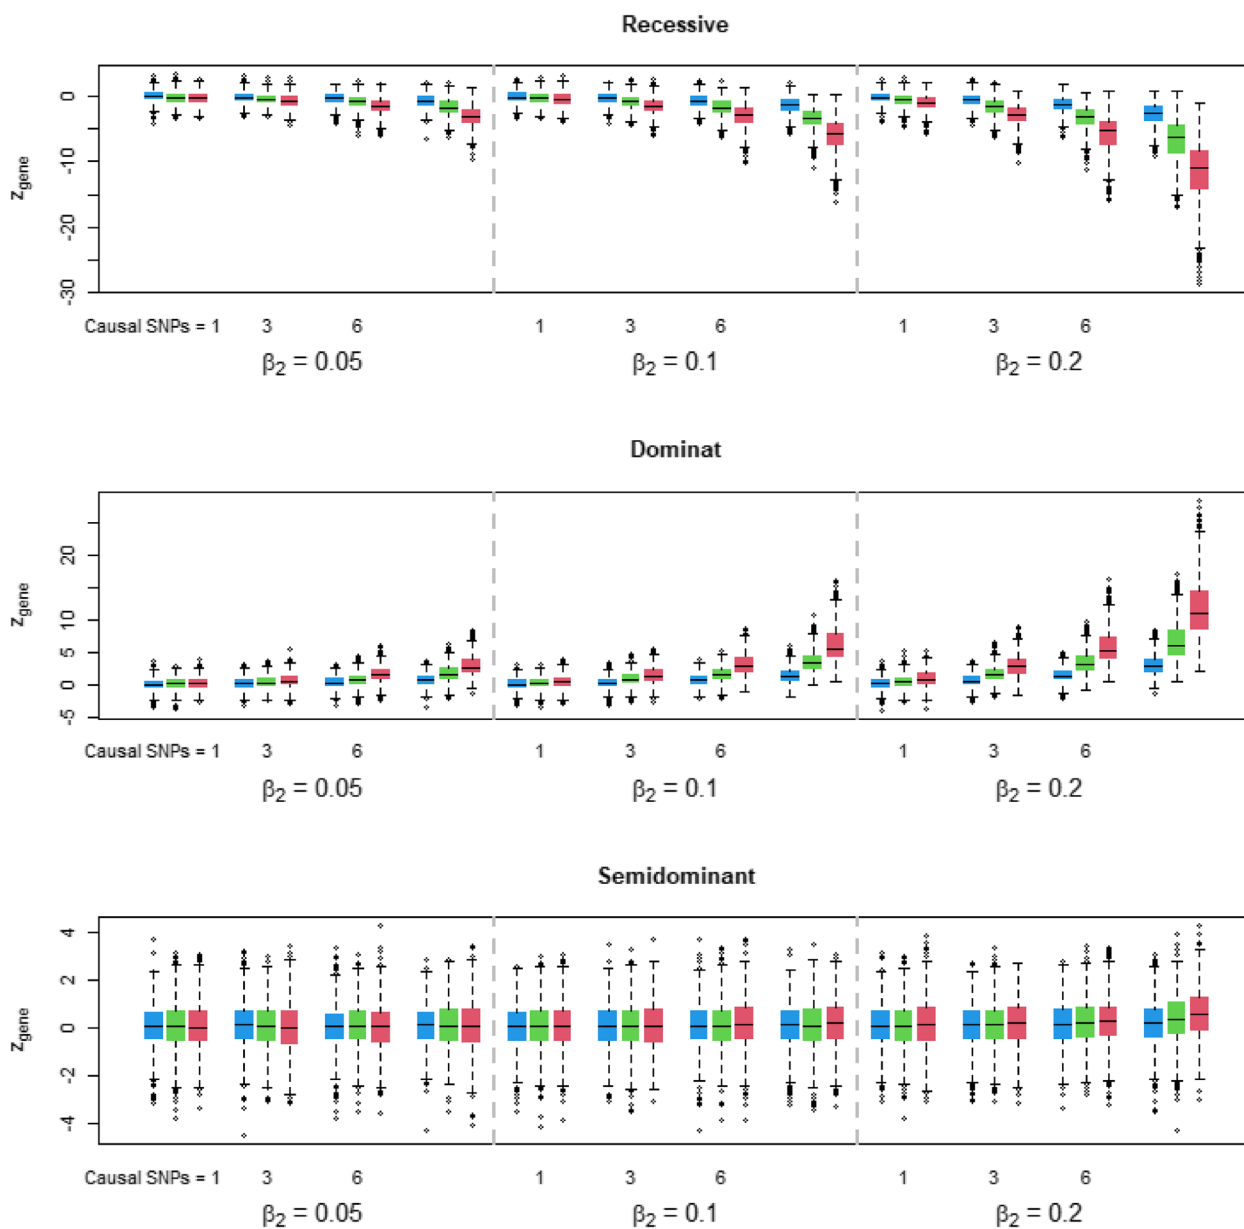 Recessive
0
-10
-20
-30
Zgene
Causal SNPs = 1 3 6 1 3 6 1 3 6
β2 = 0.05 β2 = 0.1 β2 = 0.2
Dominat
20
10
5
0
-5
Zgene
Causal SNPs = 1 3 6 1 3 6 1 3 6
β2 = 0.05 β2 = 0.1 β2 = 0.2
Semidominant
4
2
0
-2
-4
Zgene
Causal SNPs = 1 3 6 1 3 6 1 3 6
β2 = 0.05 β2 = 0.1 β2 = 0.2